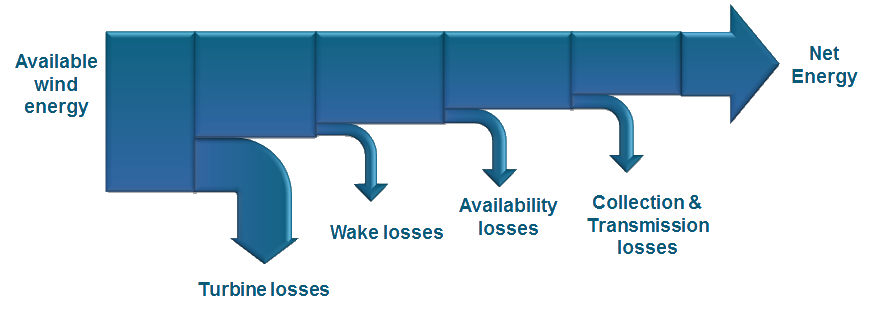 Available
wind
energy
Net
Energy
Turbine losses
Wake losses
Availability
losses
Collection &
Transmission
losses